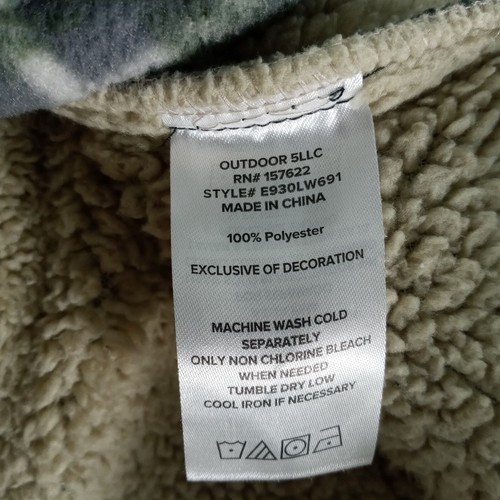 OUTDOOR 5LLC
RN# 157622
STYLE# E930LW691
MADE IN CHINA
100% Polyester
EXCLUSIVE OF DECORATION
MACHINE WASH COLD
SEPARATELY
ONLY NON CHLORINE BLEACH
WHEN NEEDED
TUMBLE DRY LOW
COOL IRON IF NECESSARY